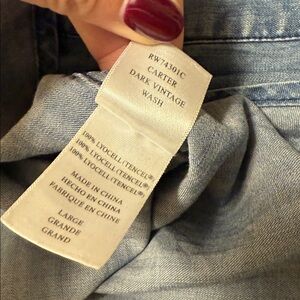 RW74301C
CARTER
DARK VINTAGE
WASH
100% LYOCELL(TENCEL®)
100% LYOCELL(TENCEL®)
100% LYOCELL(TENCEL®)
MADE IN CHINA
HECHO EN CHINA
FABRIQUE EN CHINE
LARGE
GRANDE
GRAND